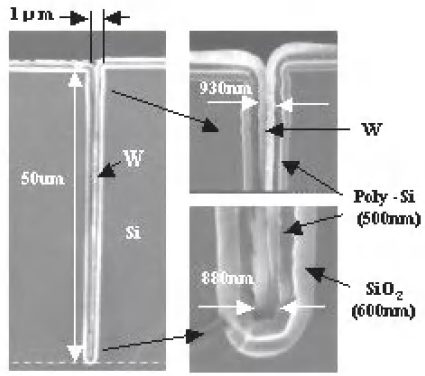 1μm
930nm
W
W
50um
Si
Poly - Si
(500nm)
880nm
SiO₂
(600nm)